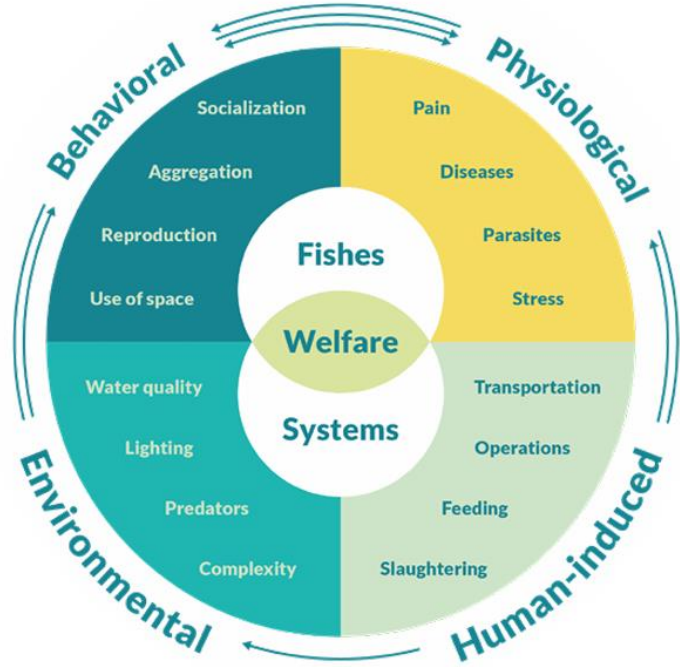 Behavioral
Physiological
Socialization
Aggregation
Reproduction
Use of space
Pain
Diseases
Parasites
Stress
Fishes
Welfare
Systems
Water quality
Lighting
Predators
Complexity
Transportation
Operations
Feeding
Slaughtering
Environmental
Human-induced